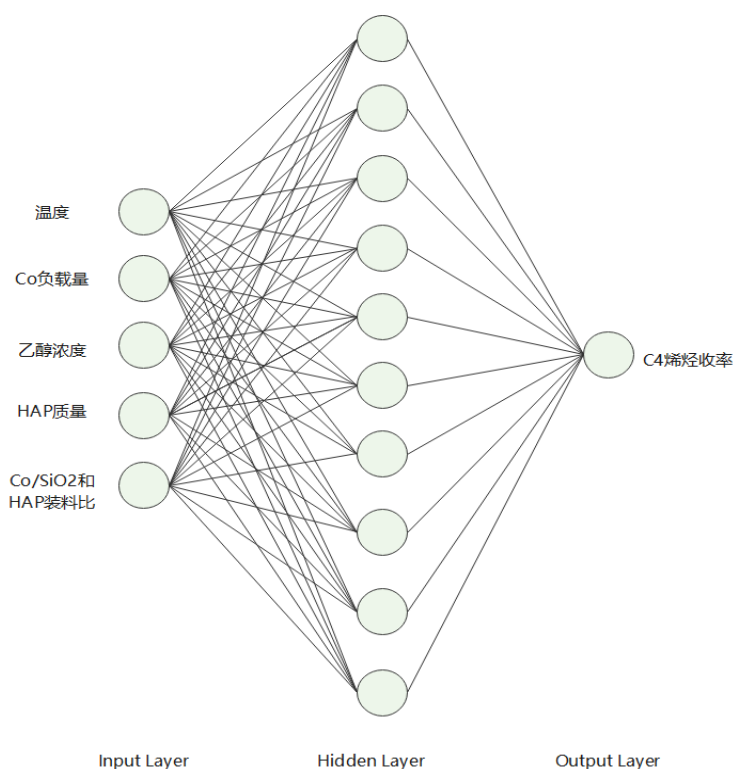 温度
Co负载量
乙醇浓度
HAP质量
Co/SiO2和
HAP装料比
C4烯烃收率
Input Layer
Hidden Layer
Output Layer